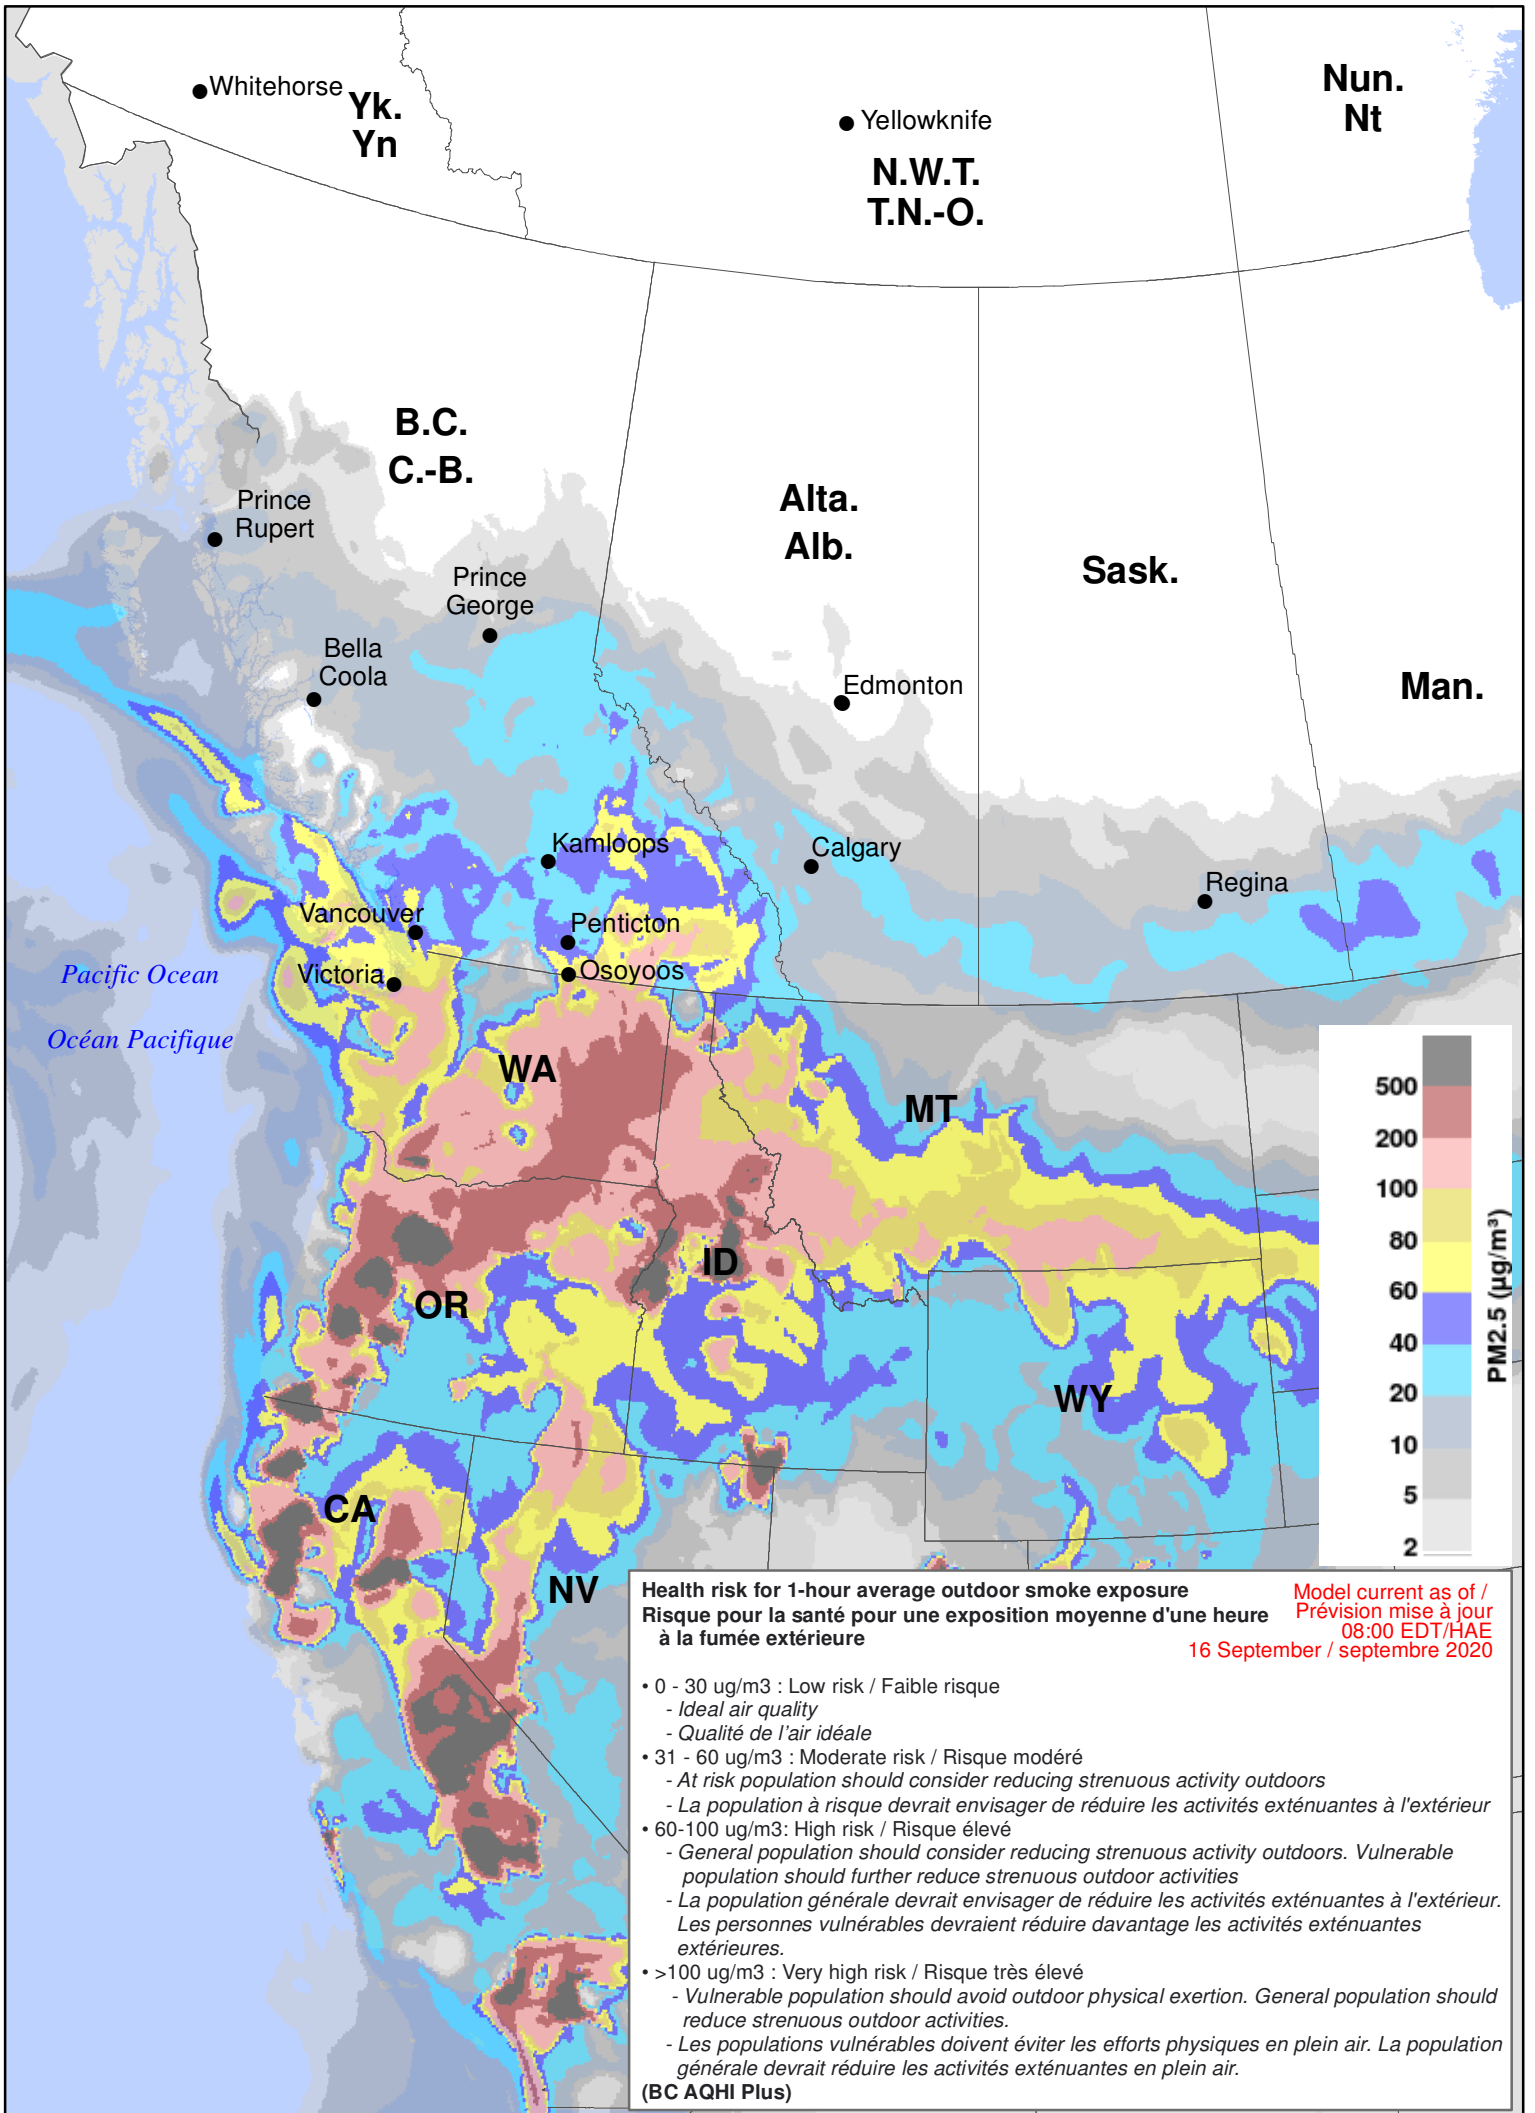 Whitehorse
Yk.
Yn
Yellowknife
N.W.T.
T.N.-O.
Nun.
Nt
B.C.
C.-B.
Prince
Rupert
Prince
George
Bella
Coola
Alta.
Alb.
Sask.
Edmonton
Man.
Kamloops
Calgary
Regina
Vancouver
Penticton
Pacific Ocean
Victoria
Osoyoos
Océan Pacifique
WA
MT
ID
OR
WY
CA
NV
500
200
100
80
60
40
20
10
5
2
PM2.5 (µg/m³)
Health risk for 1-hour average outdoor smoke exposure
Risque pour la santé pour une exposition moyenne d'une heure
à la fumée extérieure
Model current as of /
Prévision mise à jour
08:00 EDT/HAE
16 September / septembre 2020
• 0 - 30 ug/m3 : Low risk / Faible risque
- Ideal air quality
- Qualité de l'air idéale
• 31 - 60 ug/m3 : Moderate risk / Risque modéré
- At risk population should consider reducing strenuous activity outdoors
- La population à risque devrait envisager de réduire les activités exténuantes à l'extérieur
• 60-100 ug/m3: High risk / Risque élevé
- General population should consider reducing strenuous activity outdoors. Vulnerable
population should further reduce strenuous outdoor activities
- La population générale devrait envisager de réduire les activités exténuantes à l'extérieur.
Les personnes vulnérables devraient réduire davantage les activités exténuantes
extérieures.
• >100 ug/m3 : Very high risk / Risque très élevé
- Vulnerable population should avoid outdoor physical exertion. General population should
reduce strenuous outdoor activities.
- Les populations vulnérables doivent éviter les efforts physiques en plein air. La population
générale devrait réduire les activités exténuantes en plein air.
(BC AQHI Plus)